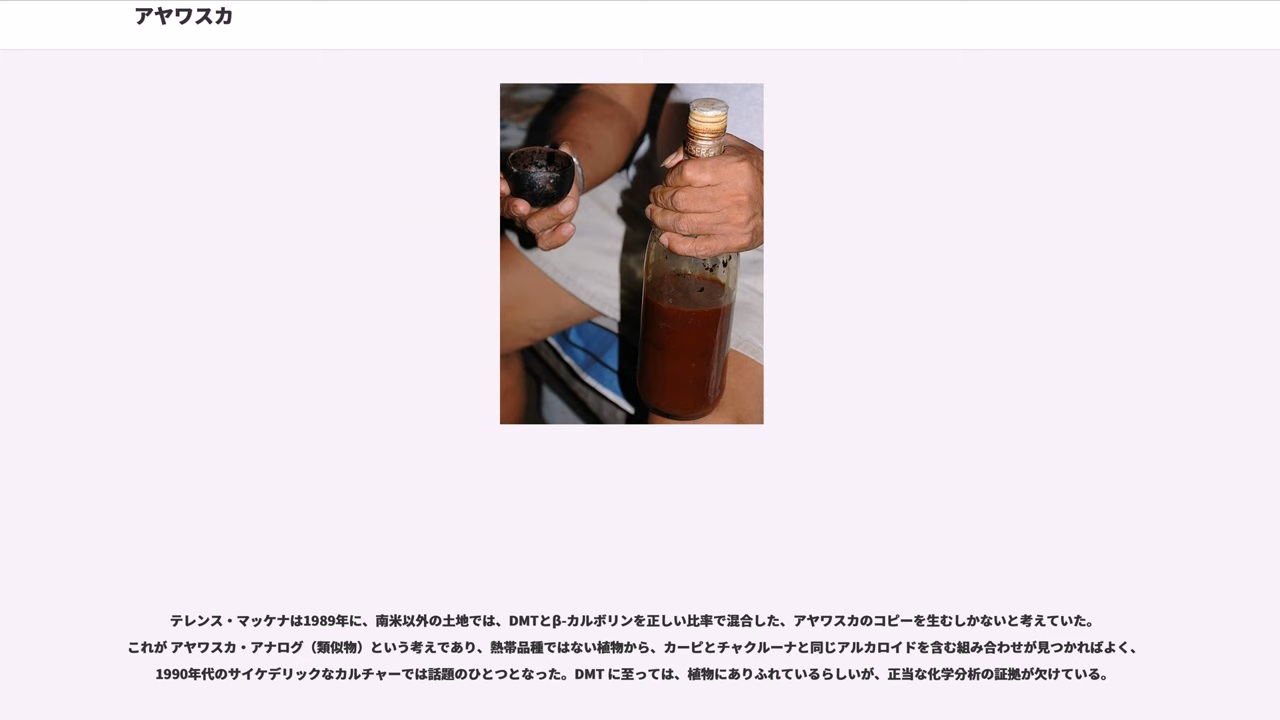 アヤワスカ
テレンス・マッケナは1989年に、南米以外の土地では、DMTとβ-カルボリンを正しい比率で混合した、アヤワスカのコピーを生むしかないと考えていた。
これが アヤワスカ・アナログ（類似物）という考えであり、熱帯品種ではない植物から、カーピとチャクルーナと同じアルカロイドを含む組み合わせが見つかればよく、
1990年代のサイケデリックなカルチャーでは話題のひとつとなった。DMT に至っては、植物にありふれているらしいが、正当な化学分析の証拠が欠けている。